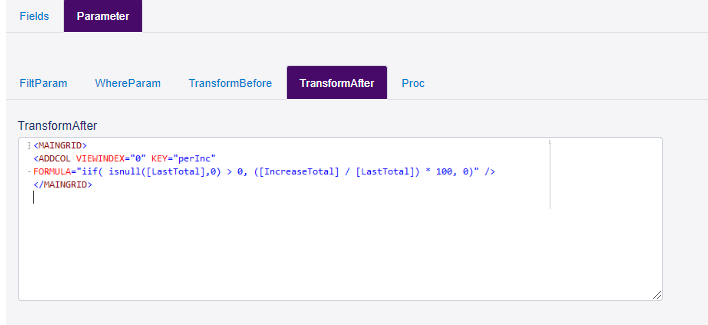 Fields Parameter
FiltParam WhereParam TransformBefore TransformAfter Proc
TransformAfter
<MAINGRID>
<ADDCOL VIEWINDEX="0" KEY="perInc"
FORMULA="iif( isnull([LastTotal],0) > 0, ([IncreaseTotal] / [LastTotal]) * 100, 0)" />
</MAINGRID>